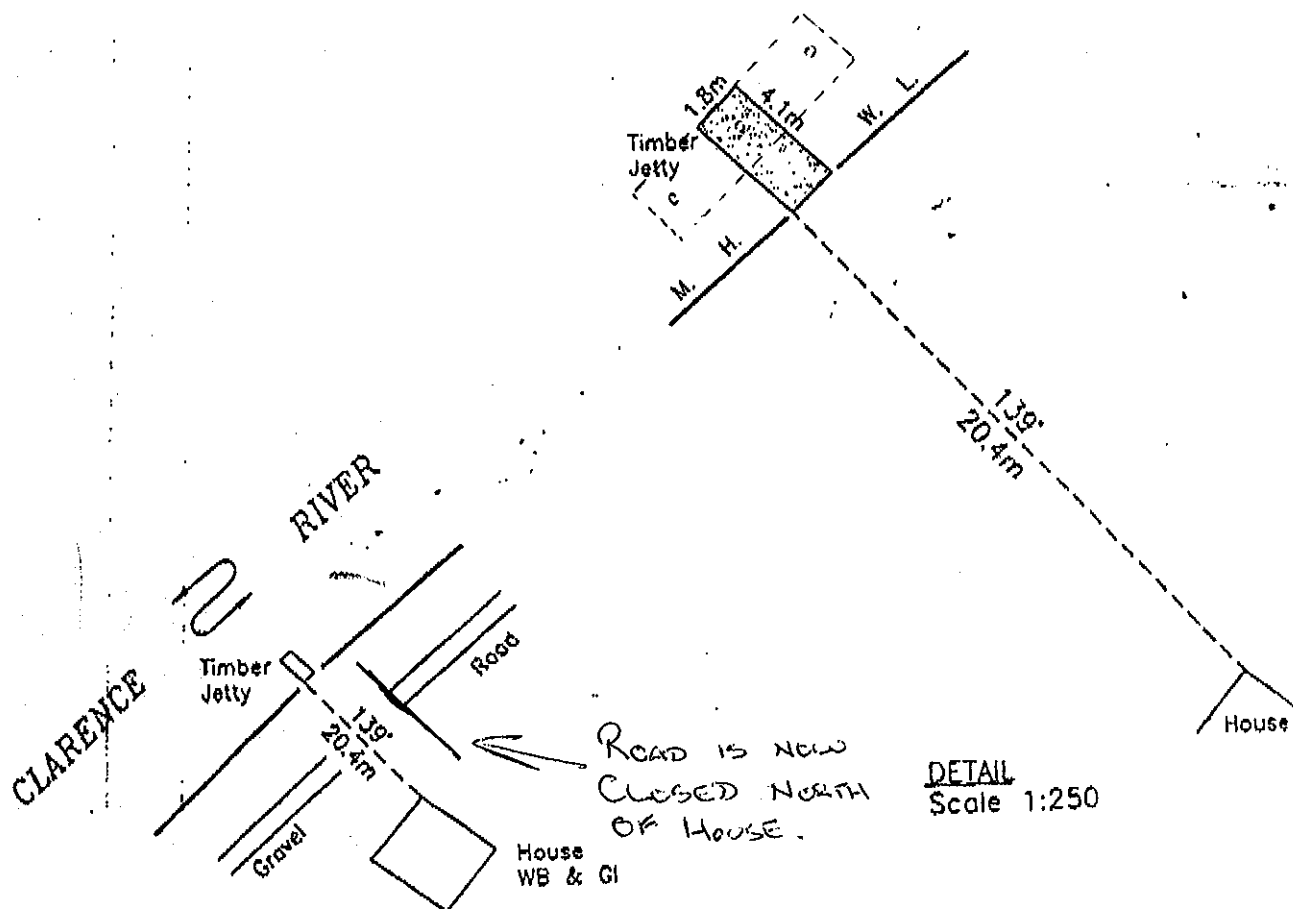 1.8m
4.1m
Timber
Jetty
M. H. W. L.
139°
20.4m
House
CLARENCE RIVER
Timber
Jetty
Road
139°
20.4m
Gravel
House
WB & GI
ROAD IS NOW
CLOSED NORTH
OF HOUSE.
DETAIL
Scale 1:250